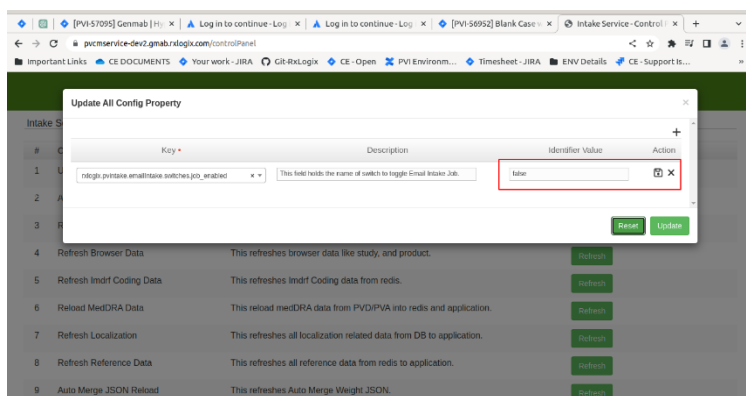 [PVI-57095] Genmab | Hy
Log in to continue - Log
Log in to continue - Log
[PVI-56952] Blank Case
Intake Service - Control
pvcmservice-dev2.gmab.rxlogix.com/controlPanel
Important Links CE DOCUMENTS Your work - JIRA Git-RxLogix CE - Open PVI Environm... Timesheet - JIRA ENV Details CE - Support Is... »
Update All Config Property ×
Intake S
+
# Key • Description Identifier Value Action
1 rxlogix.pvintake.emailintake.switches.job_enabled × This field holds the name of switch to toggle Email Intake Job. false ×
2
3
Reset Update
4 Refresh Browser Data This refreshes browser data like study, and product. Refresh
5 Refresh Imdrf Coding Data This refreshes Imdrf Coding data from redis. Refresh
6 Reload MedDRA Data This reload medDRA data from PVD/PVA into redis and application. Refresh
7 Refresh Localization This refreshes all localization related data from DB to application. Refresh
8 Refresh Reference Data This refreshes all reference data from redis to application. Refresh
9 Auto Merge JSON Reload This refreshes Auto Merge Weight JSON. Refresh